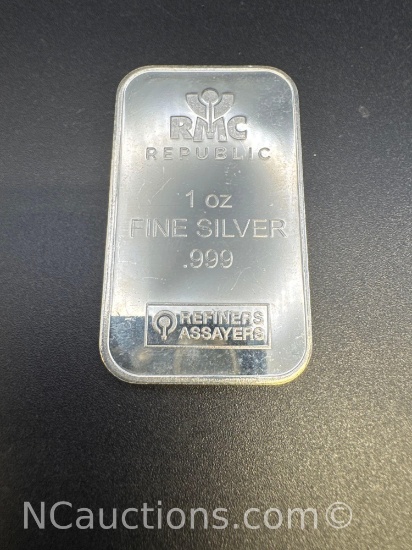 RMC
REPUBLIC
1 oz
FINE SILVER
.999
REFINERS
ASSAYERS
NCauctions.com©